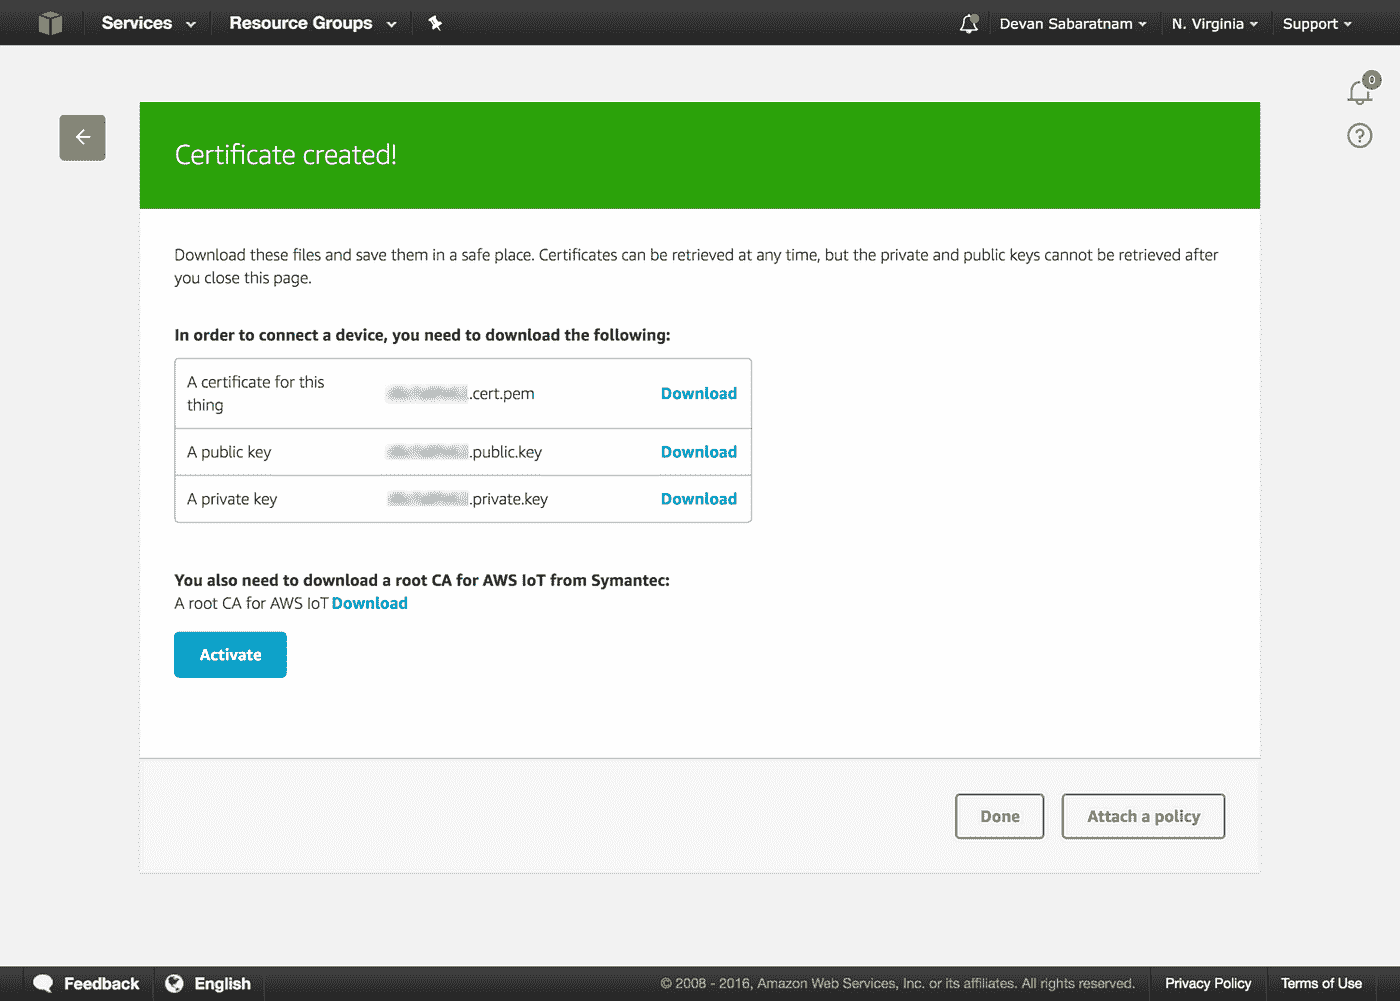 Services
Resource Groups
Devan Sabaratnam
N. Virginia
Support
0
Certificate created!
Download these files and save them in a safe place. Certificates can be retrieved at any time, but the private and public keys cannot be retrieved after
you close this page.
In order to connect a device, you need to download the following:
A certificate for this
thing
.cert.pem
Download
A public key
.public.key
Download
A private key
.private.key
Download
You also need to download a root CA for AWS IoT from Symantec:
A root CA for AWS IoT Download
Activate
Done
Attach a policy
Feedback
English
© 2008 - 2016, Amazon Web Services, Inc. or its affiliates. All rights reserved.
Privacy Policy
Terms of Use